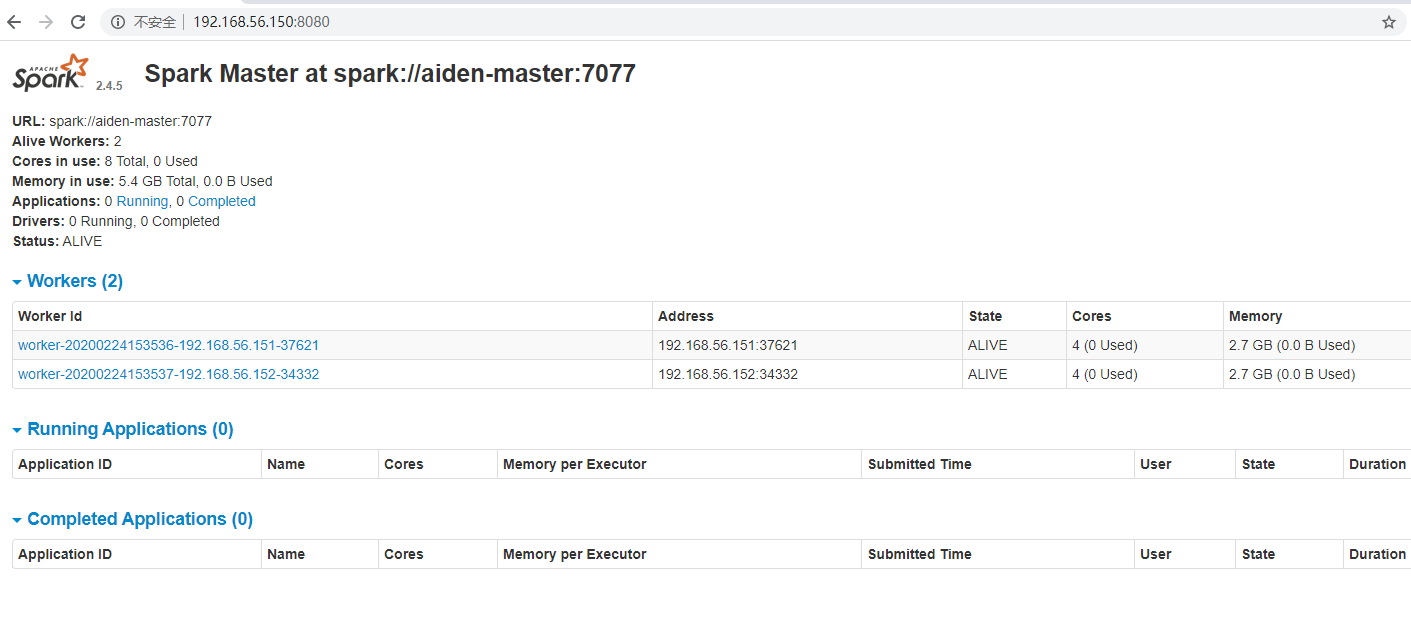 不安全 192.168.56.150:8080
APACHE Spark 2.4.5 Spark Master at spark://aiden-master:7077
URL: spark://aiden-master:7077
Alive Workers: 2
Cores in use: 8 Total, 0 Used
Memory in use: 5.4 GB Total, 0.0 B Used
Applications: 0 Running, 0 Completed
Drivers: 0 Running, 0 Completed
Status: ALIVE
Workers (2)
Worker Id Address State Cores Memory
worker-20200224153536-192.168.56.151-37621 192.168.56.151:37621 ALIVE 4 (0 Used) 2.7 GB (0.0 B Used)
worker-20200224153537-192.168.56.152-34332 192.168.56.152:34332 ALIVE 4 (0 Used) 2.7 GB (0.0 B Used)
Running Applications (0)
Application ID Name Cores Memory per Executor Submitted Time User State Duration
Completed Applications (0)
Application ID Name Cores Memory per Executor Submitted Time User State Duration